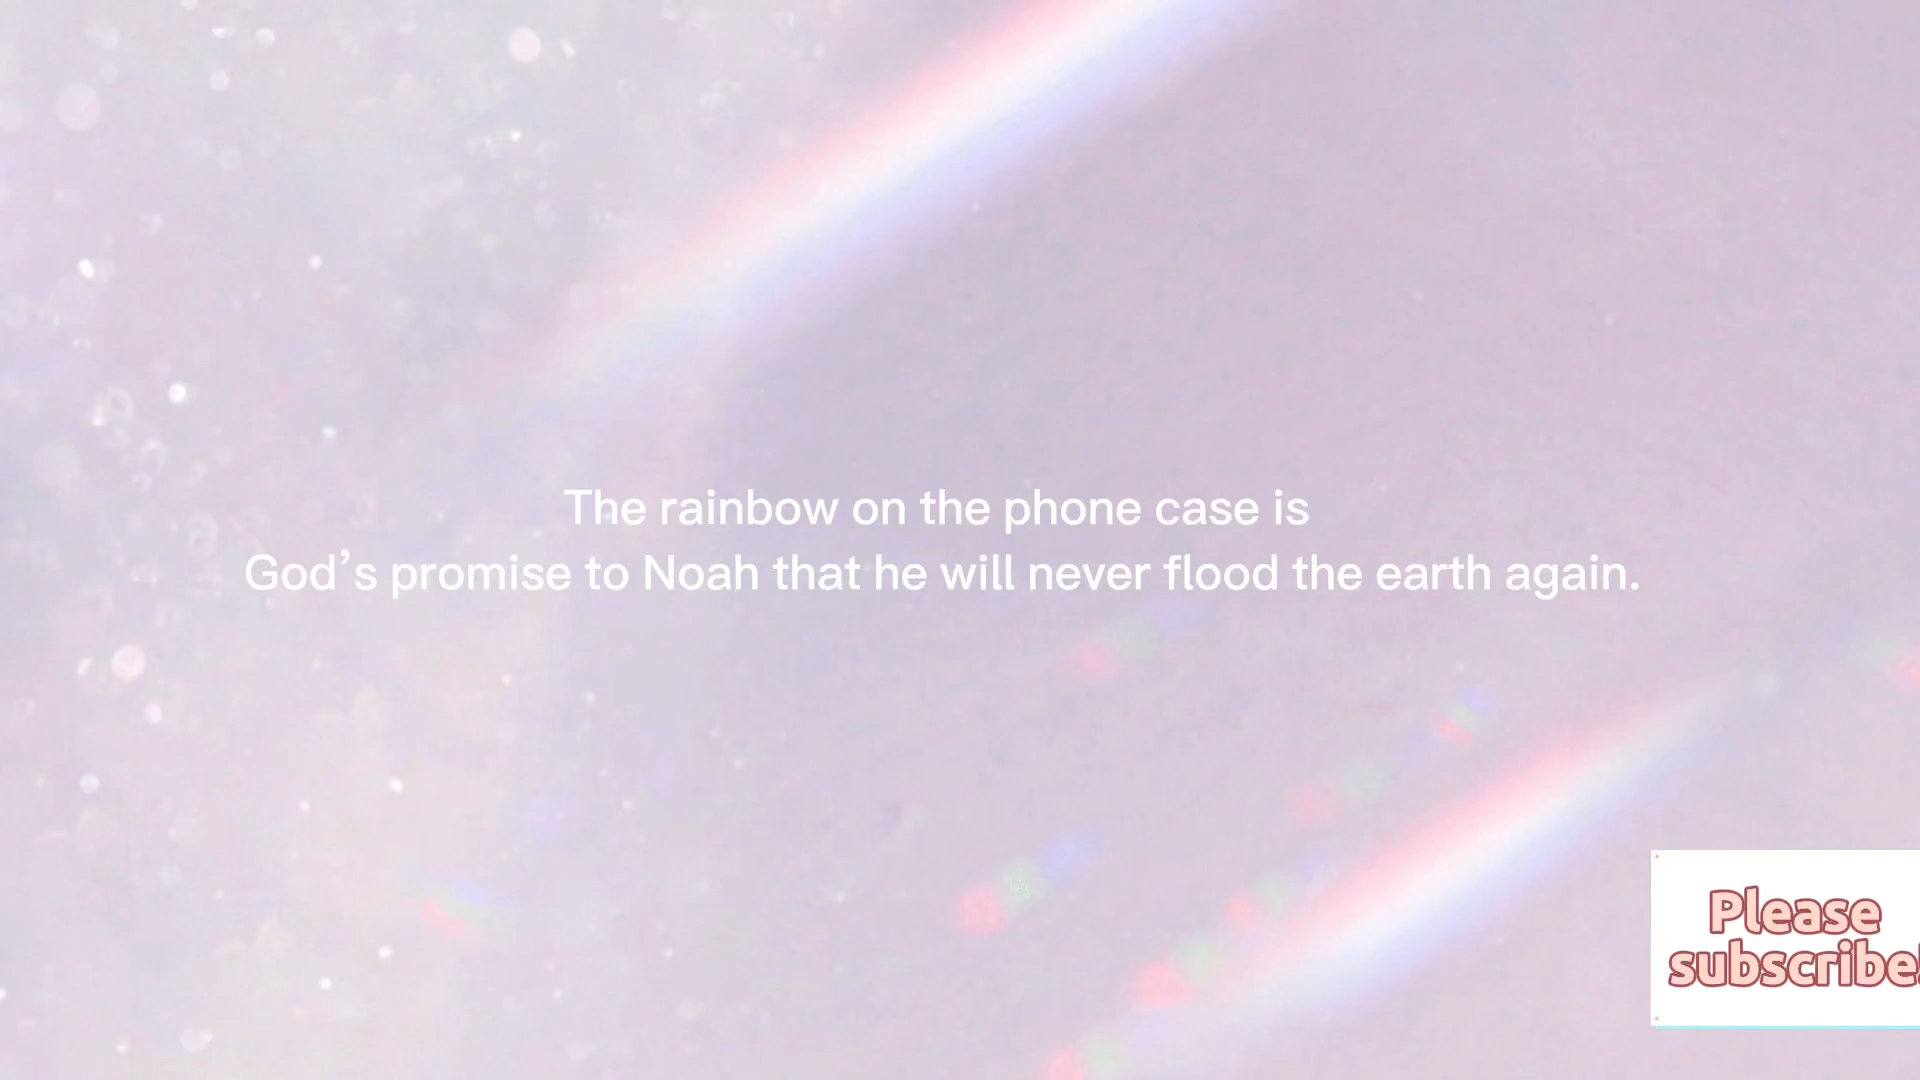 The rainbow on the phone case is
God’s promise to Noah that he will never flood the earth again.
Please
subscribe!